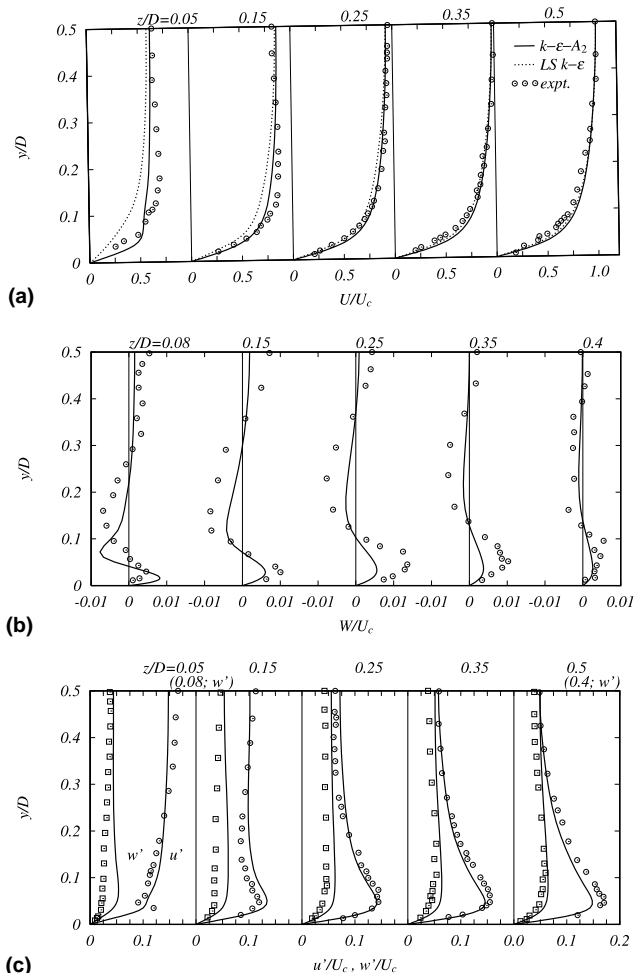 z/D=0.05 0.15 0.25 0.35 0.5
0.5
0.4
0.3
0.2
0.1
0
y/D
k−ε−A₂
LS k−ε
expt.
0 0.5 0 0.5 0 0.5 0 0.5 0 0.5 1.0
(a)
U/Uc
z/D=0.08 0.15 0.25 0.35 0.4
0.5
0.4
0.3
0.2
0.1
0
y/D
-0.01 0 0.01 0 0.01 -0.01 0 0.01 -0.01 0 0.01 -0.01 0 0.01
(b)
W/Uc
z/D=0.05 0.15 0.25 0.35 0.5
(0.08; w') (0.4; w')
0.5
0.4
0.3
0.2
0.1
0
y/D
w' u'
0 0.1 0.0 0.1 0.0 0.1 0.0 0.1 0.0 0.1 0.2
(c)
u'/Uc , w'/Uc